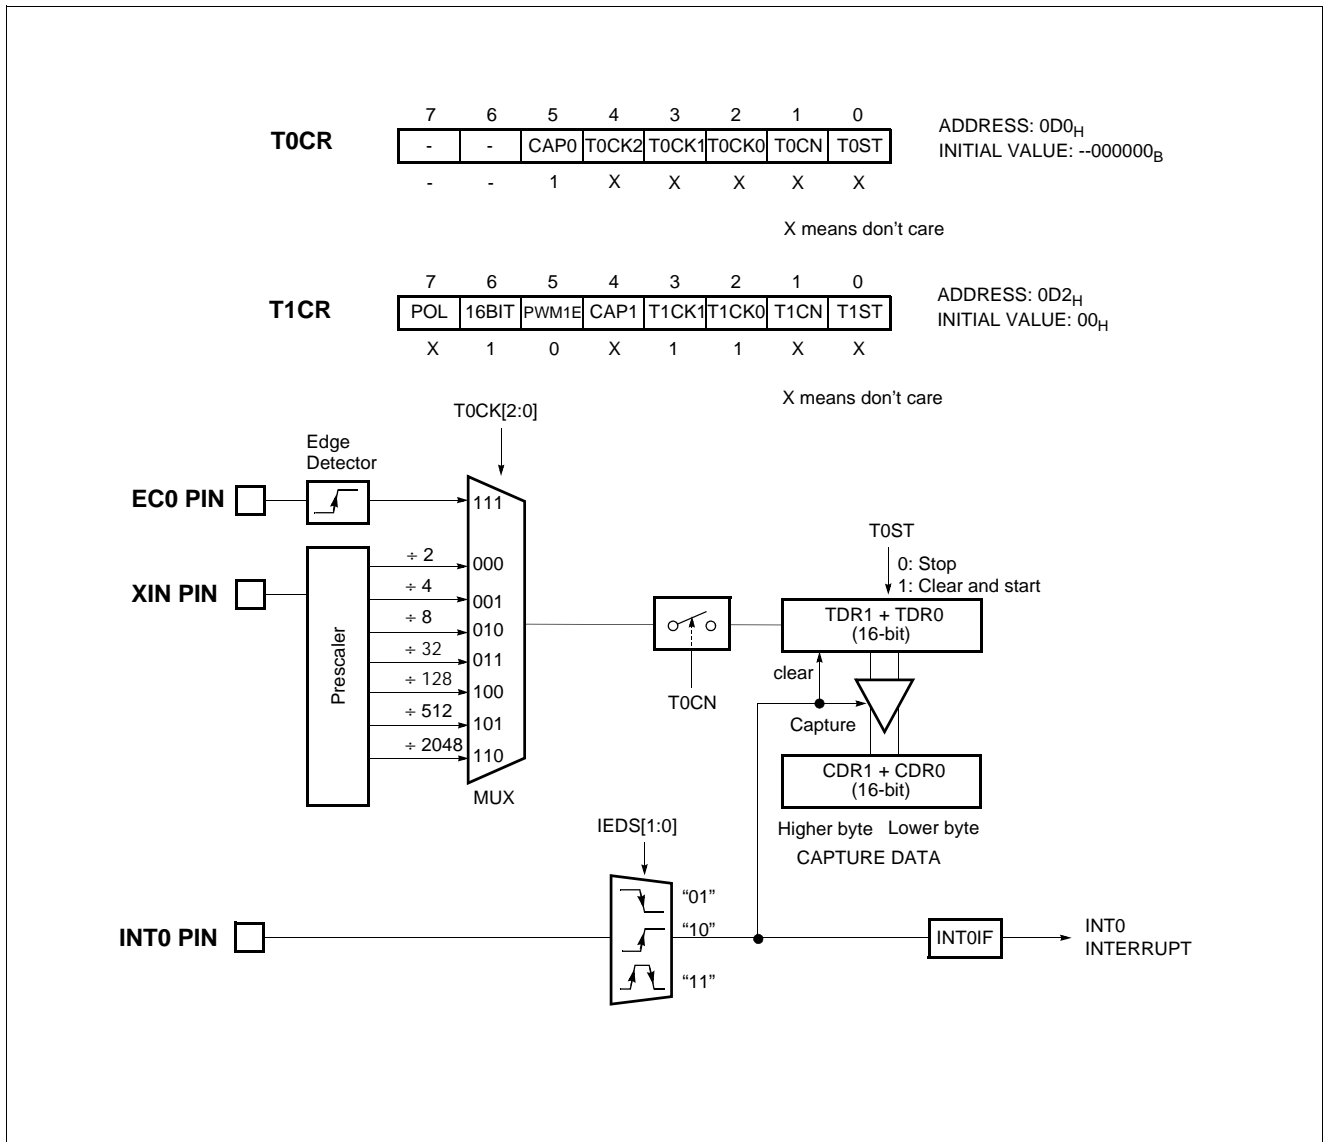 7 6 5 4 3 2 1 0
T0CR - - CAP0 T0CK2 T0CK1 T0CK0 T0CN T0ST
ADDRESS: 0D0H
INITIAL VALUE: --000000B
- - 1 X X X X X
X means don't care
7 6 5 4 3 2 1 0
T1CR POL 16BIT PWM1E CAP1 T1CK1 T1CK0 T1CN T1ST
ADDRESS: 0D2H
INITIAL VALUE: 00H
X 1 0 X 1 1 X X
X means don't care
T0CK[2:0]
Edge
Detector
EC0 PIN
111
XIN PIN
Prescaler
÷ 2 000
÷ 4 001
÷ 8 010
÷ 32 011
÷ 128 100
÷ 512 101
÷ 2048 110
MUX
T0CN
T0ST
0: Stop
1: Clear and start
TDR1 + TDR0
(16-bit)
clear
Capture
CDR1 + CDR0
(16-bit)
Higher byte Lower byte
CAPTURE DATA
IEDS[1:0]
“01”
INT0 PIN
“10”
“11”
INT0IF
INT0
INTERRUPT